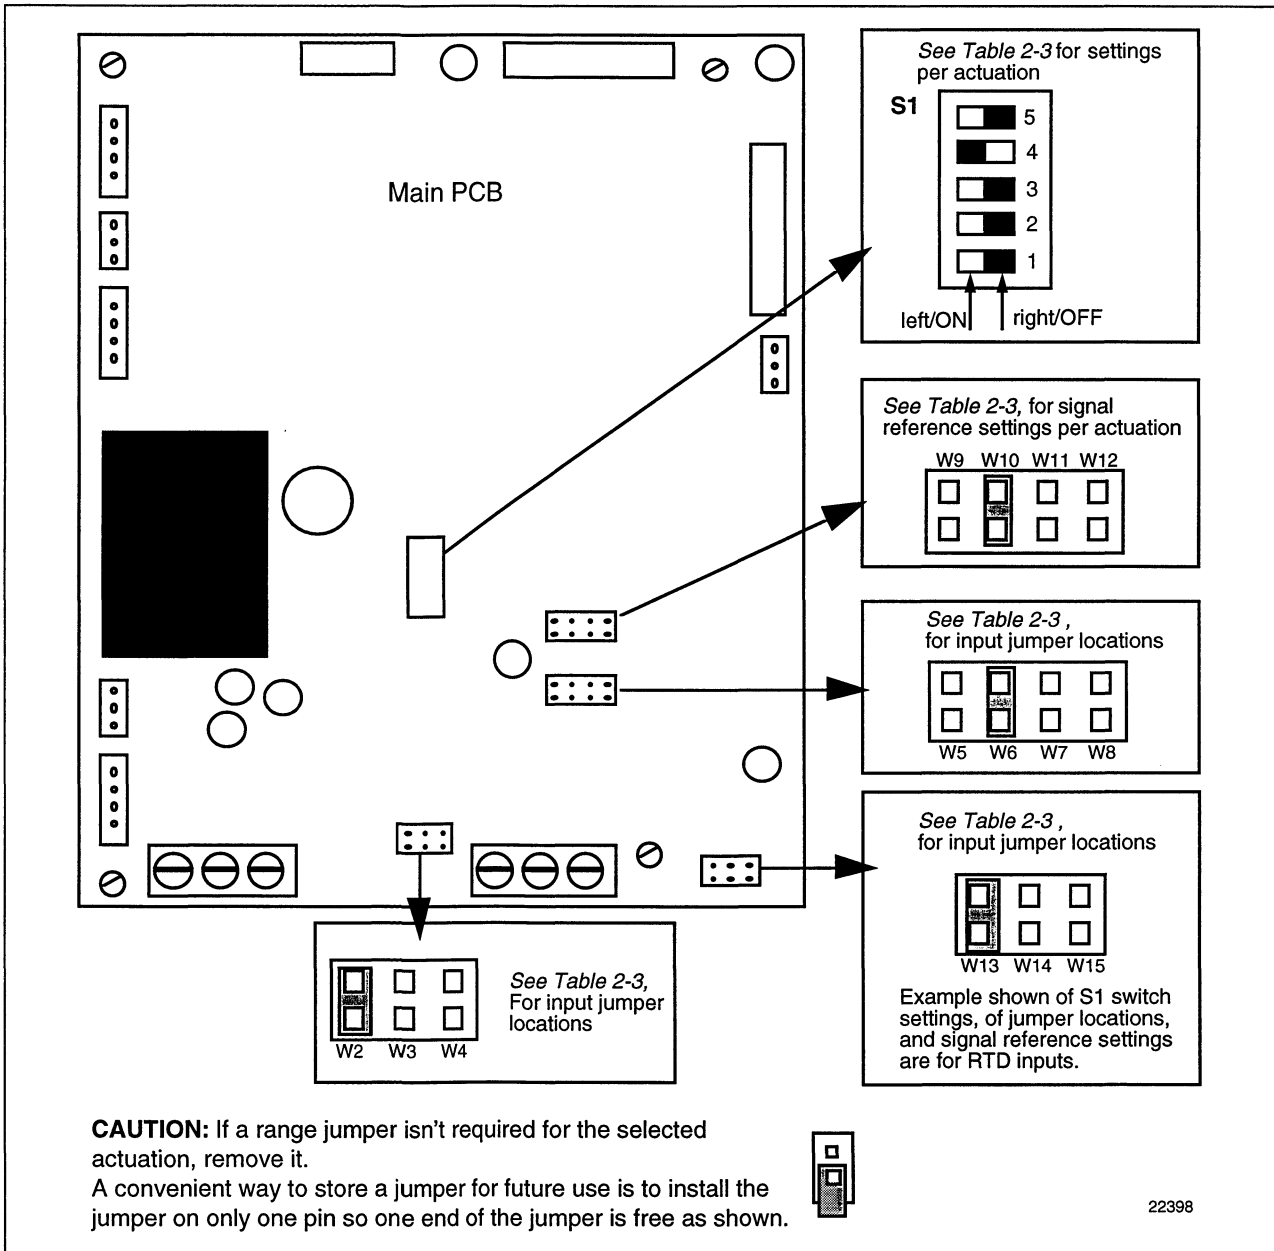 See Table 2-3 for settings
per actuation
S1
5
4
3
2
1
left/ON
right/OFF
Main PCB
See Table 2-3, for signal
reference settings per actuation
W9 W10 W11 W12
See Table 2-3 ,
for input jumper locations
W5 W6 W7 W8
See Table 2-3 ,
for input jumper locations
W13 W14 W15
Example shown of S1 switch
settings, of jumper locations,
and signal reference settings
are for RTD inputs.
See Table 2-3,
For input jumper
locations
W2 W3 W4
CAUTION: If a range jumper isn't required for the selected
actuation, remove it.
A convenient way to store a jumper for future use is to install the
jumper on only one pin so one end of the jumper is free as shown.
22398